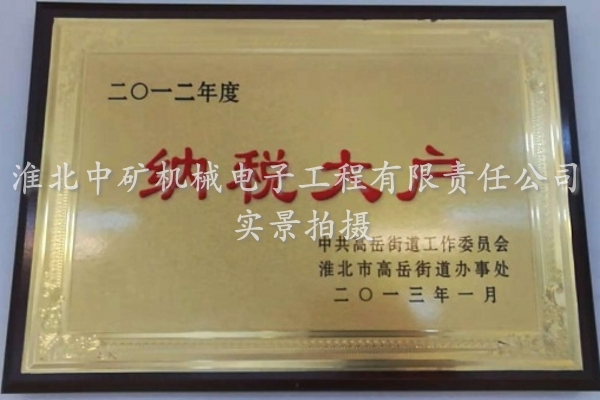 二〇一二年度
纳税大户
淮北中矿机械电子工程有限责任公司
实景拍摄
中共高岳街道工作委员会
淮北市高岳街道办事处
二〇一三年一月